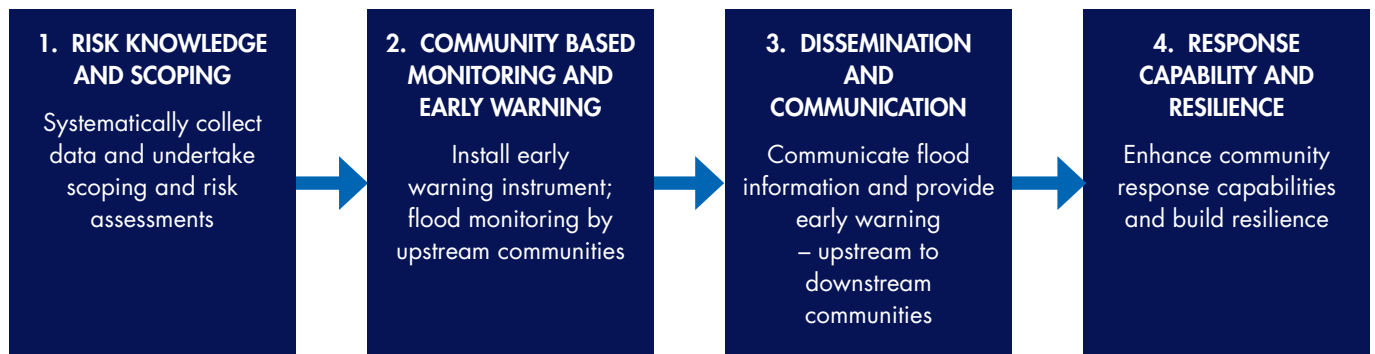 1. RISK KNOWLEDGE
AND SCOPING
Systematically collect
data and undertake
scoping and risk
assessments
2. COMMUNITY BASED
MONITORING AND
EARLY WARNING
Install early
warning instrument;
flood monitoring by
upstream communities
3. DISSEMINATION
AND
COMMUNICATION
Communicate flood
information and provide
early warning
– upstream to
downstream
communities
4. RESPONSE
CAPABILITY AND
RESILIENCE
Enhance community
response capabilities
and build resilience